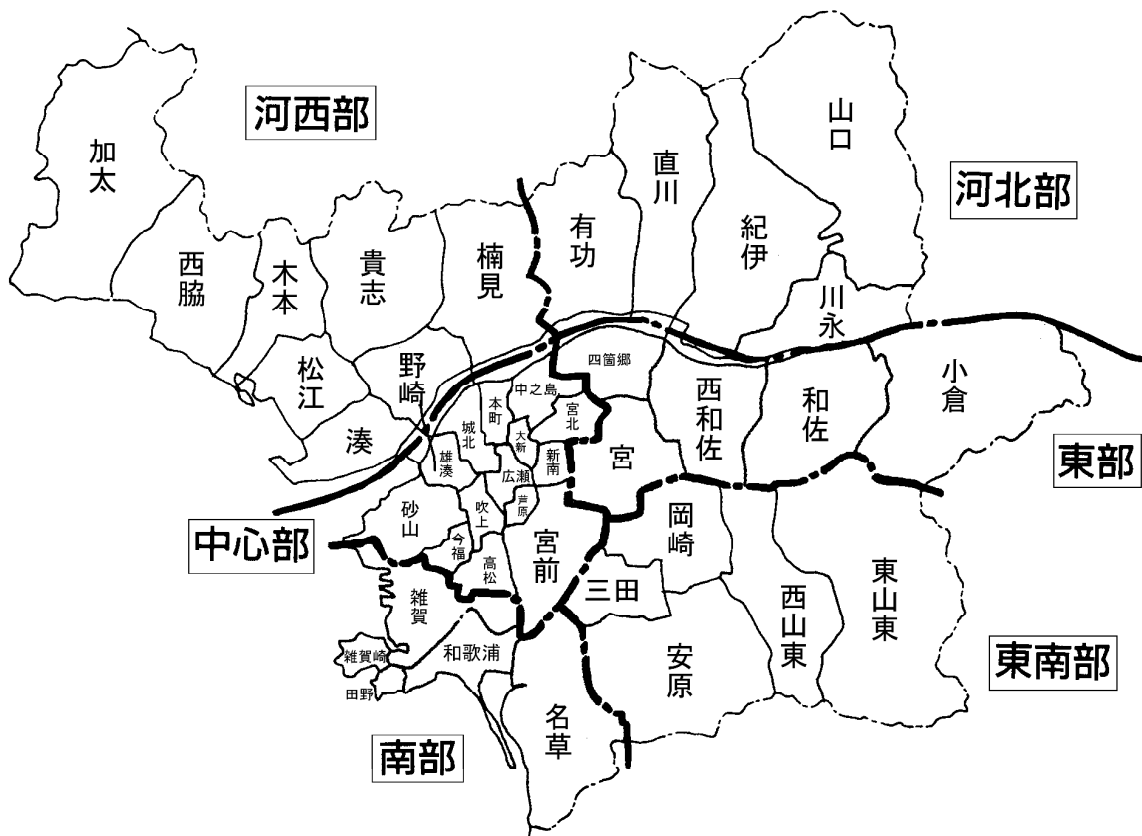 河西部
加太
西脇
木本
貴志
楠見
松江
野崎
湊
河北部
有功
直川
紀伊
山口
川永
東部
四箇郷
西和佐
和佐
小倉
宮
中心部
中之島
宮北
本町
城北
大新
新南
雄湊
広瀬
芦原
吹上
砂山
今福
高松
宮前
東南部
岡崎
三田
安原
西山東
東山東
南部
雑賀
雑賀崎
田野
和歌浦
名草